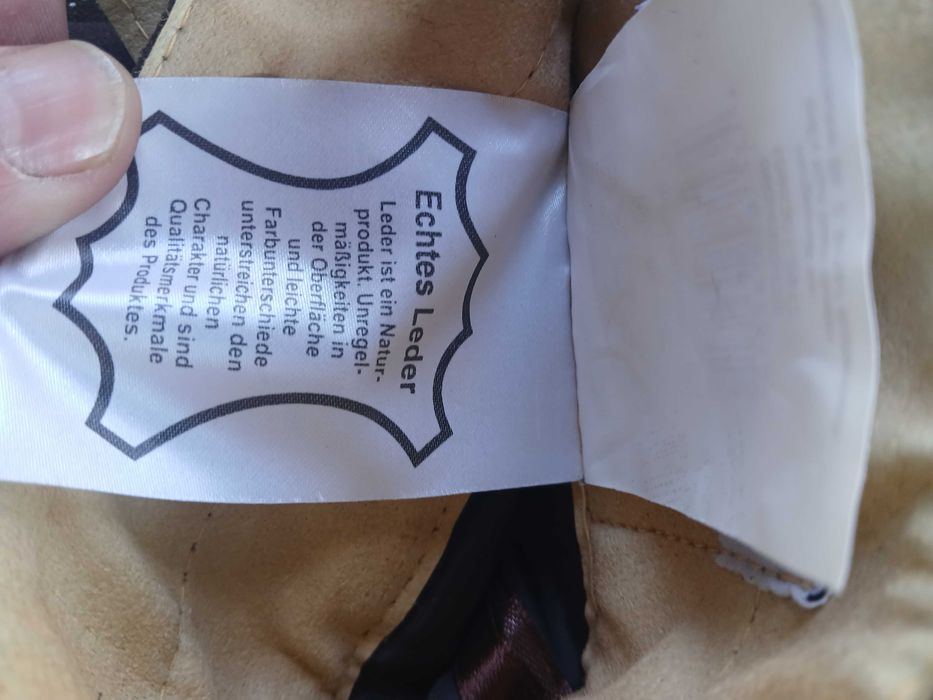 Echtes Leder
Leder ist ein Natur-
produkt. Unregel-
mäßigkeiten in
der Oberfläche
und leichte
Farbunterschiede
unterstreichen den
natürlichen
Charakter und sind
Qualitätsmerkmale
des Produktes.